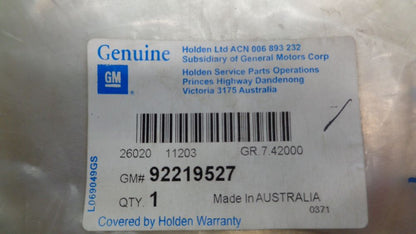 Genuine
GM
Holden Ltd ACN 006 893 232
Subsidiary of General Motors Corp
Holden Service Parts Operations
Princes Highway Dandenong
Victoria 3175 Australia
26020 11203 GR.7.42000
GM# 92219527
QTY. 1 Made In AUSTRALIA
0371
Covered by Holden Warranty
L069049GS